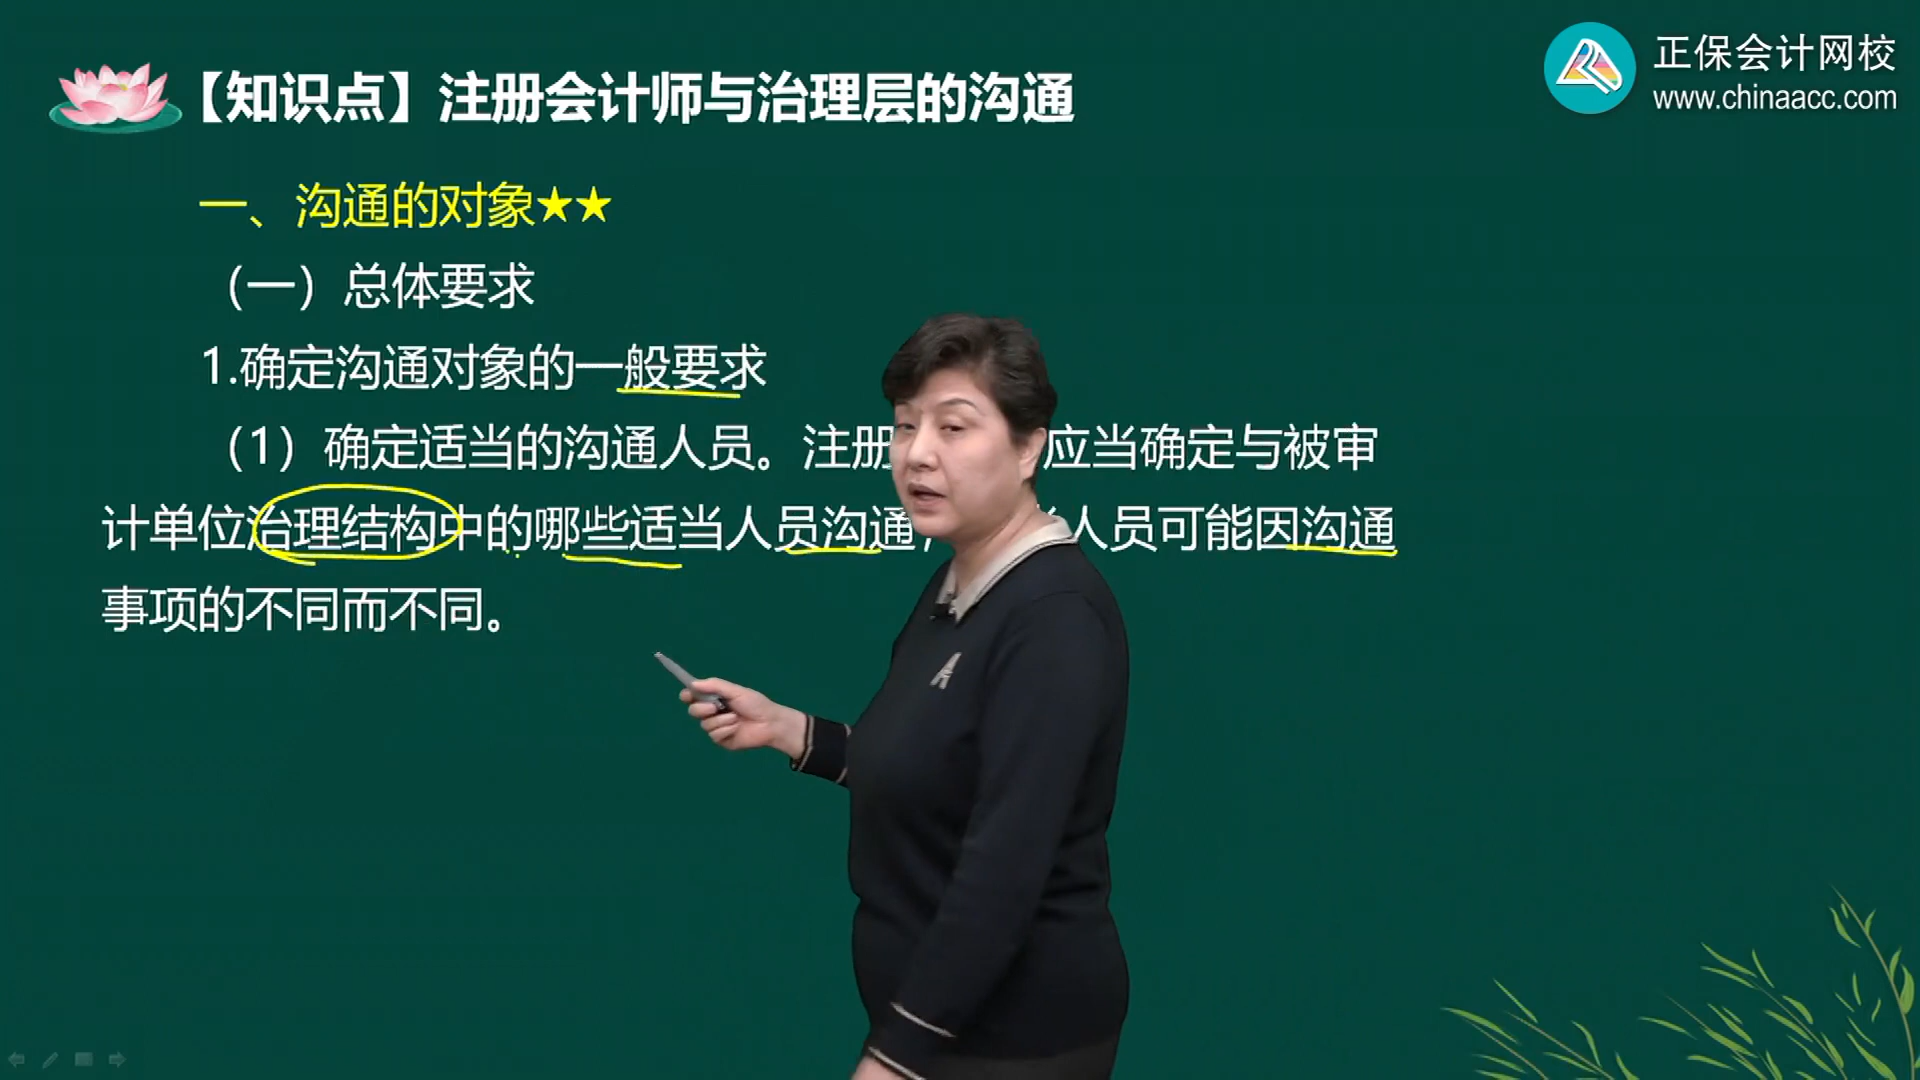 正保会计网校
www.chinaacc.com
【知识点】注册会计师与治理层的沟通
一、沟通的对象★★
（一）总体要求
1.确定沟通对象的一般要求
（1）确定适当的沟通人员。注册 应当确定与被审
计单位治理结构中的哪些适当人员沟通， 人员可能因沟通
事项的不同而不同。
A